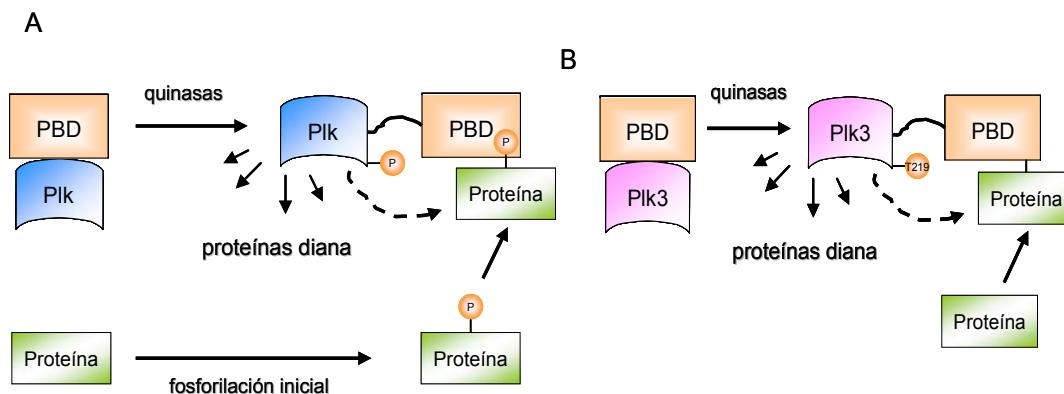 A
PBD
Plk
quinasas
Plk
P
PBD
P
Proteína
proteínas diana
Proteína
fosforilación inicial
P
Proteína
B
PBD
Plk3
quinasas
Plk3
T219
PBD
Proteína
proteínas diana
Proteína